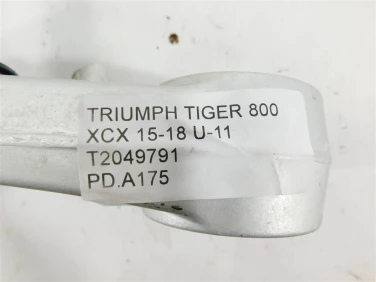 TRIUMPH TIGER 800
XCX 15-18 U-11
T2049791
PD.A175